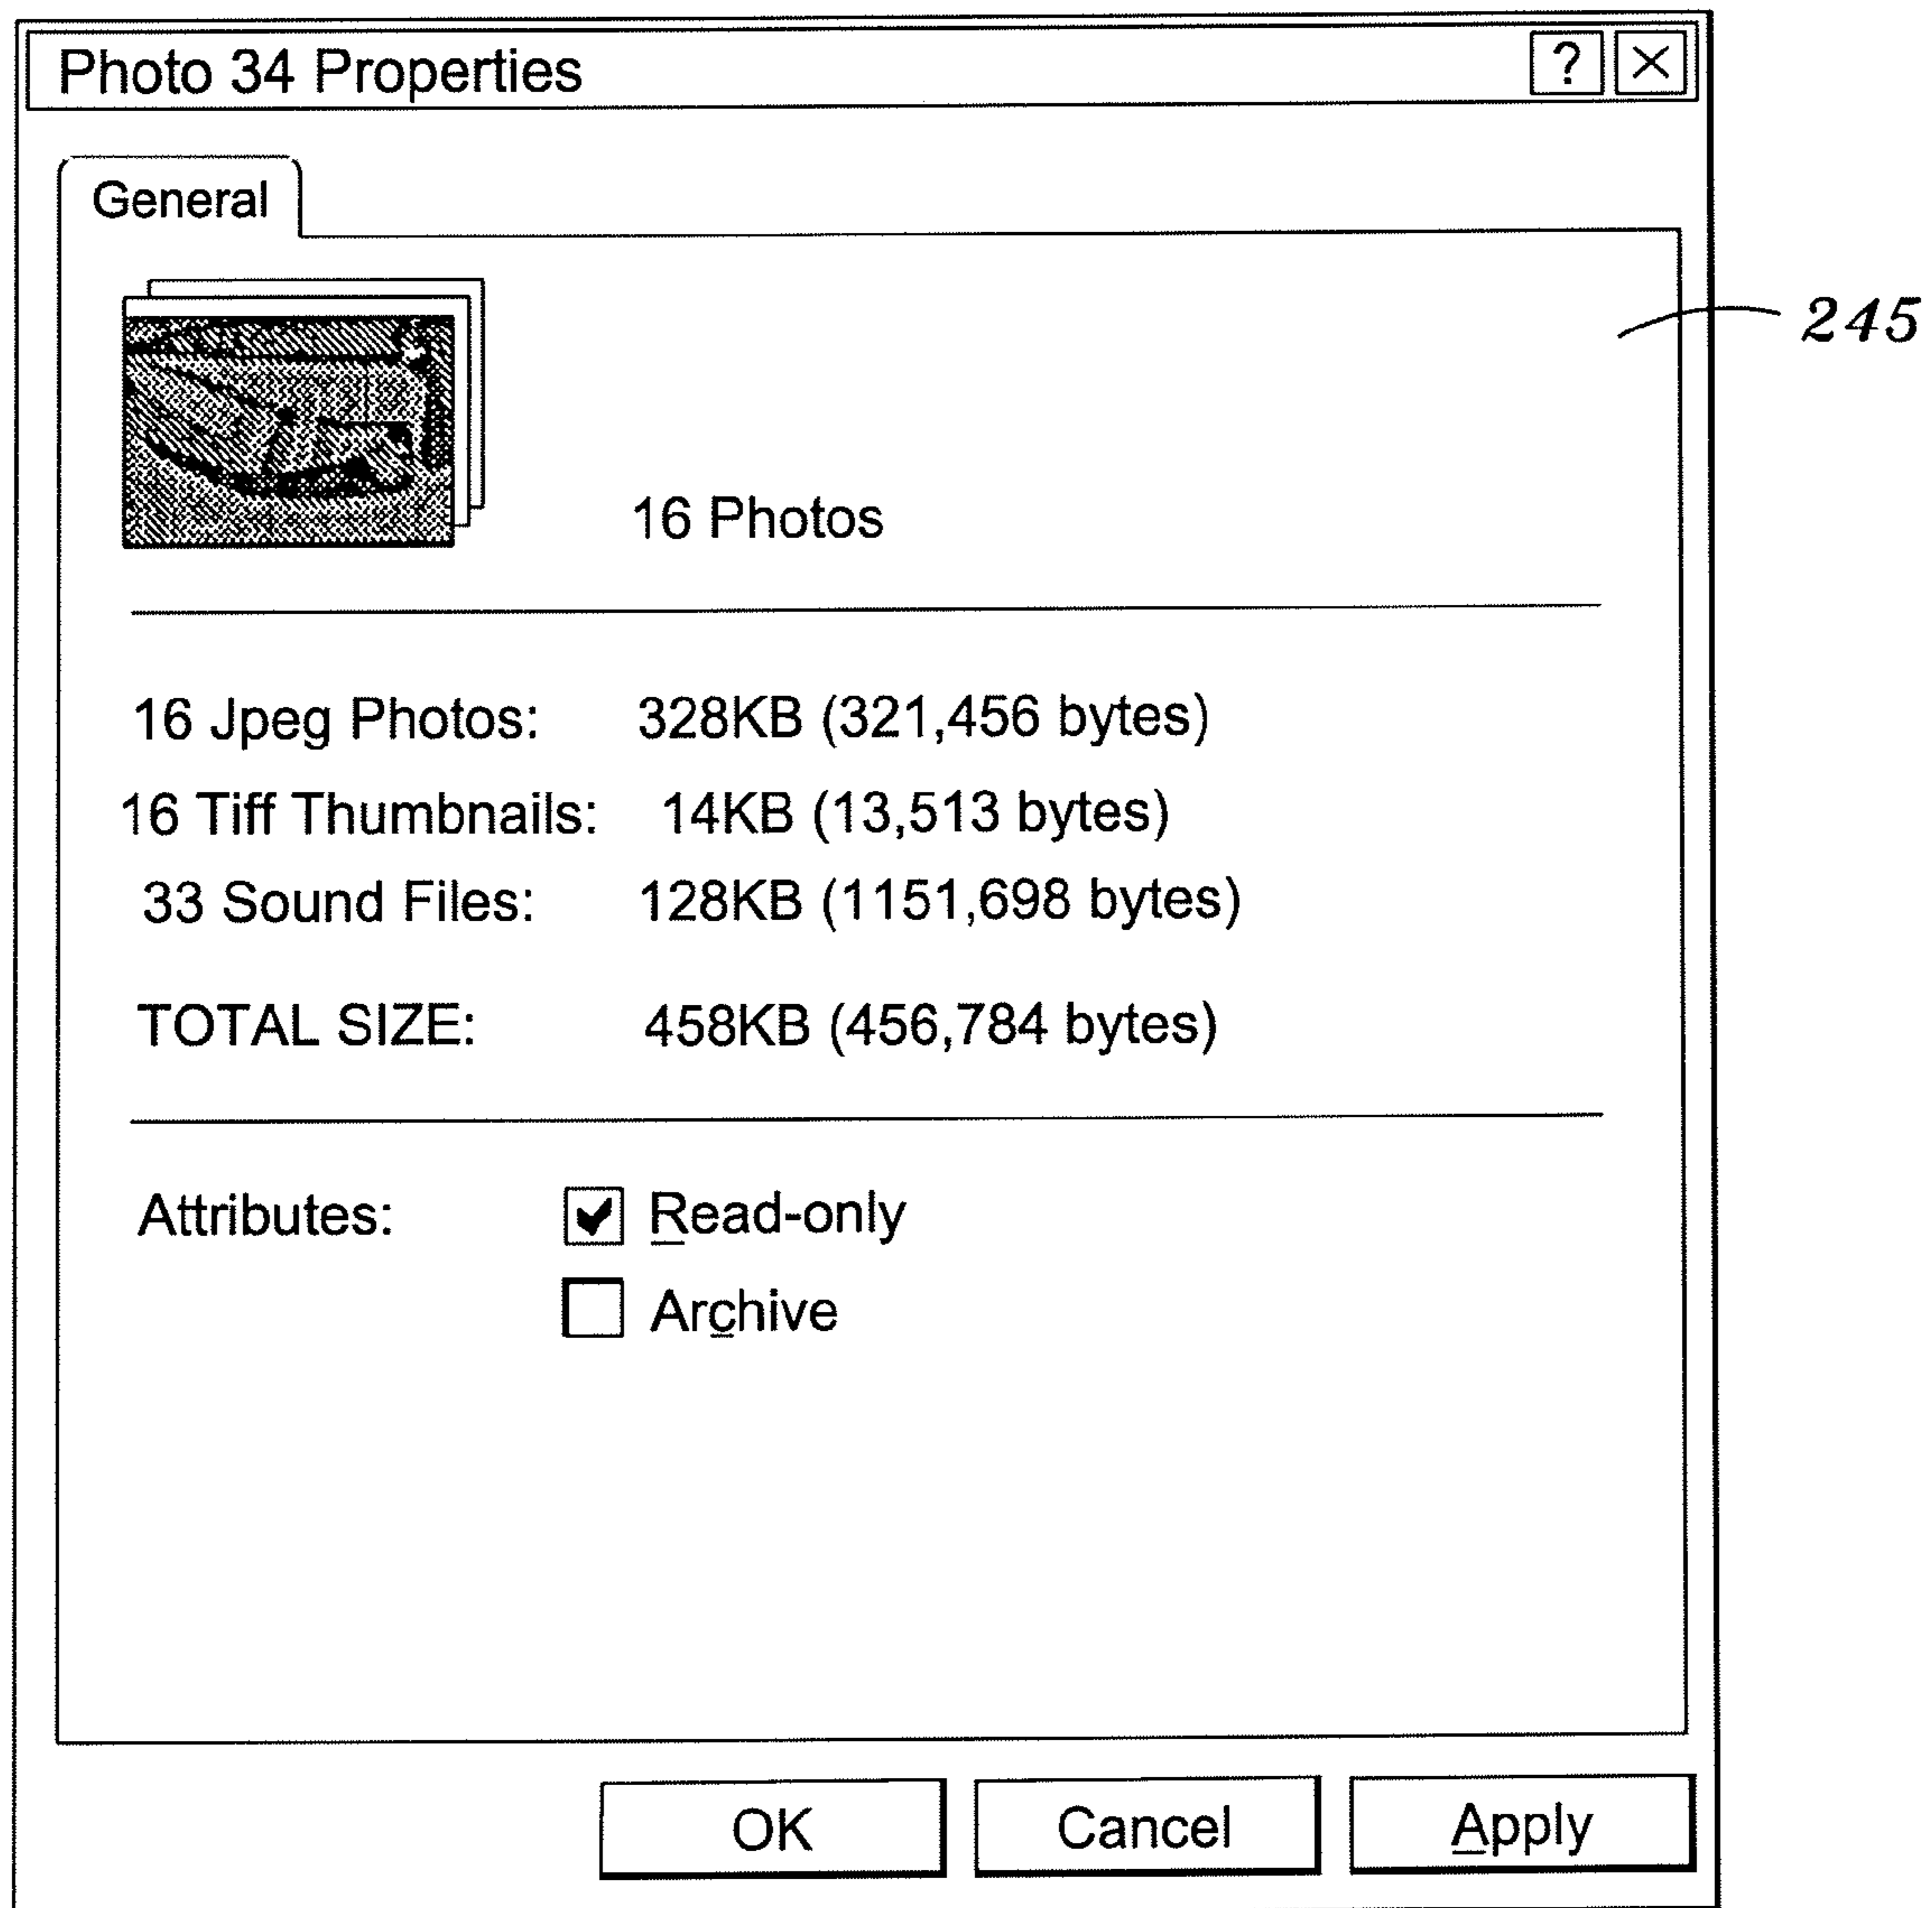 Photo 34 Properties ? ×
General
245
16 Photos
16 Jpeg Photos: 328KB (321,456 bytes)
16 Tiff Thumbnails: 14KB (13,513 bytes)
33 Sound Files: 128KB (1151,698 bytes)
TOTAL SIZE: 458KB (456,784 bytes)
Attributes: Read-only
Archive
OK Cancel Apply